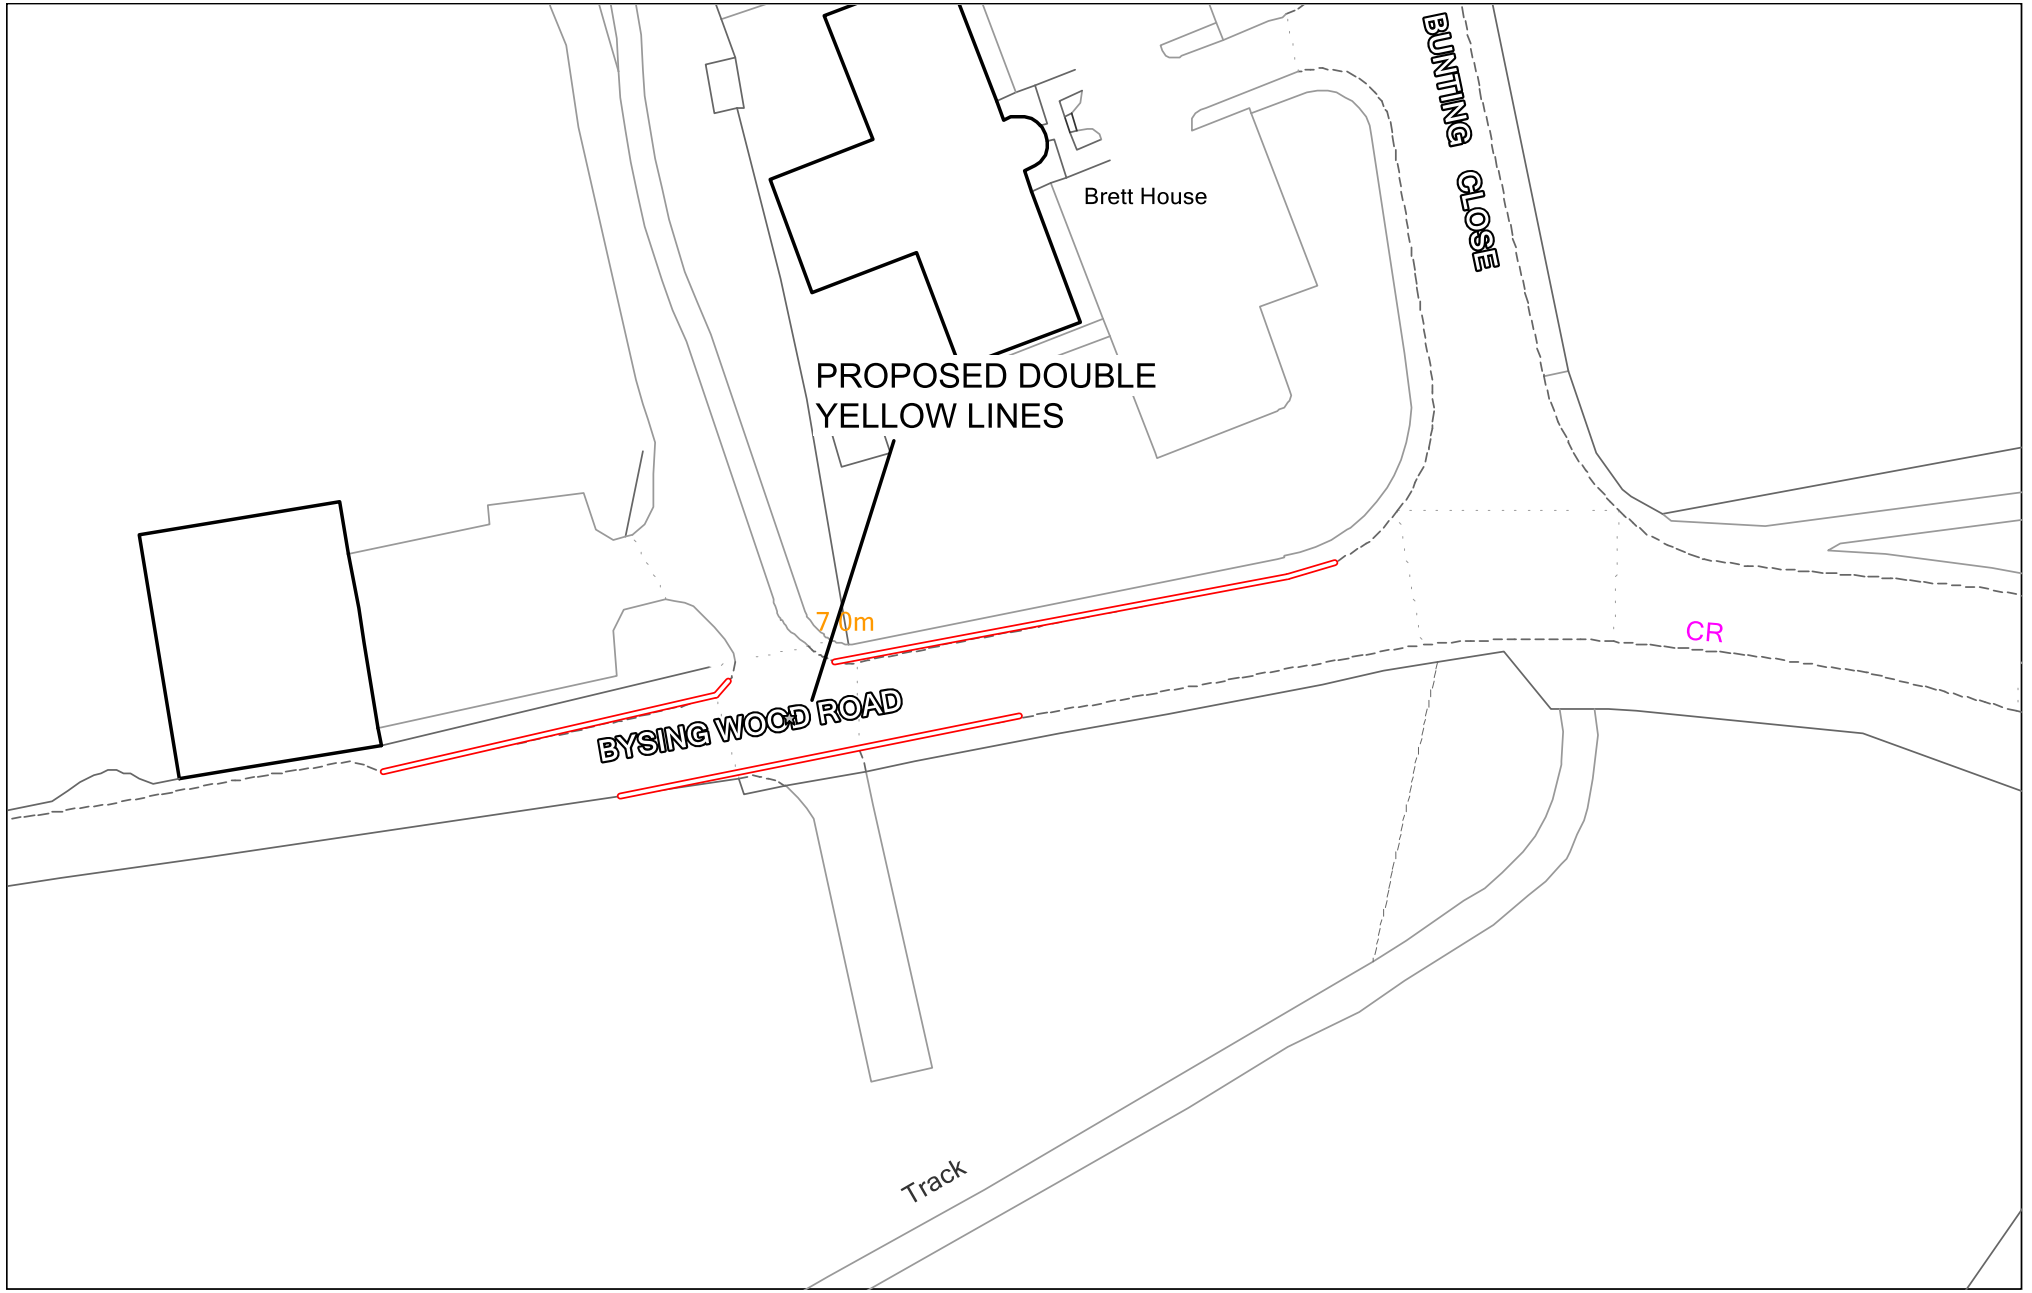 BUNTING CLOSE
Brett House
PROPOSED DOUBLE
YELLOW LINES
7.0m
CR
BYSING WOOD ROAD
Track